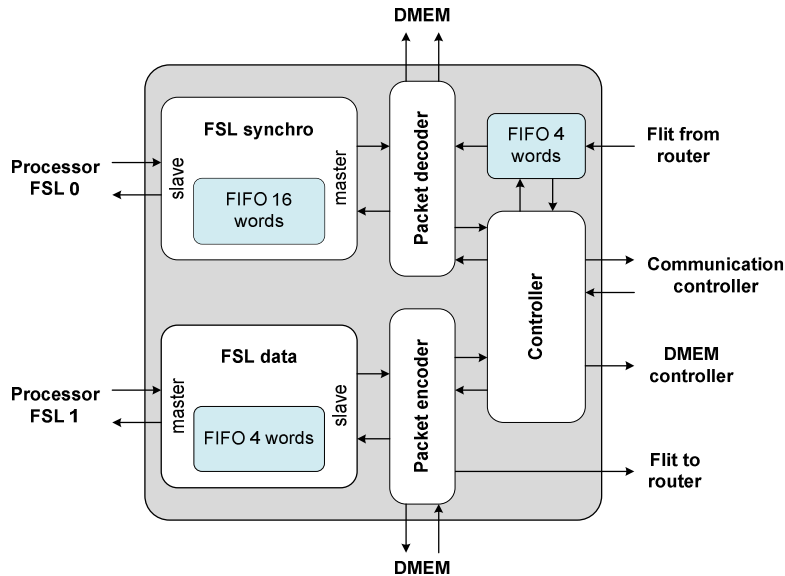 DMEM
FSL synchro
slave
master
FIFO 16
words
Packet decoder
FIFO 4
words
Flit from
router
Processor
FSL 0
Communication
controller
Controller
FSL data
master
slave
FIFO 4 words
Packet encoder
DMEM
controller
Processor
FSL 1
Flit to
router
DMEM